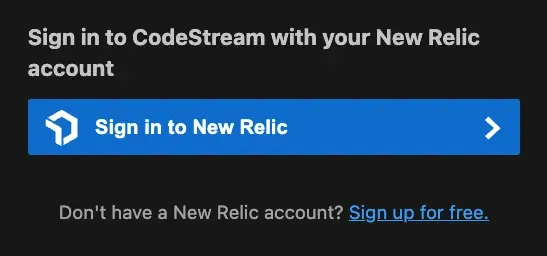 Sign in to CodeStream with your New Relic
account
Sign in to New Relic
Don't have a New Relic account? Sign up for free.